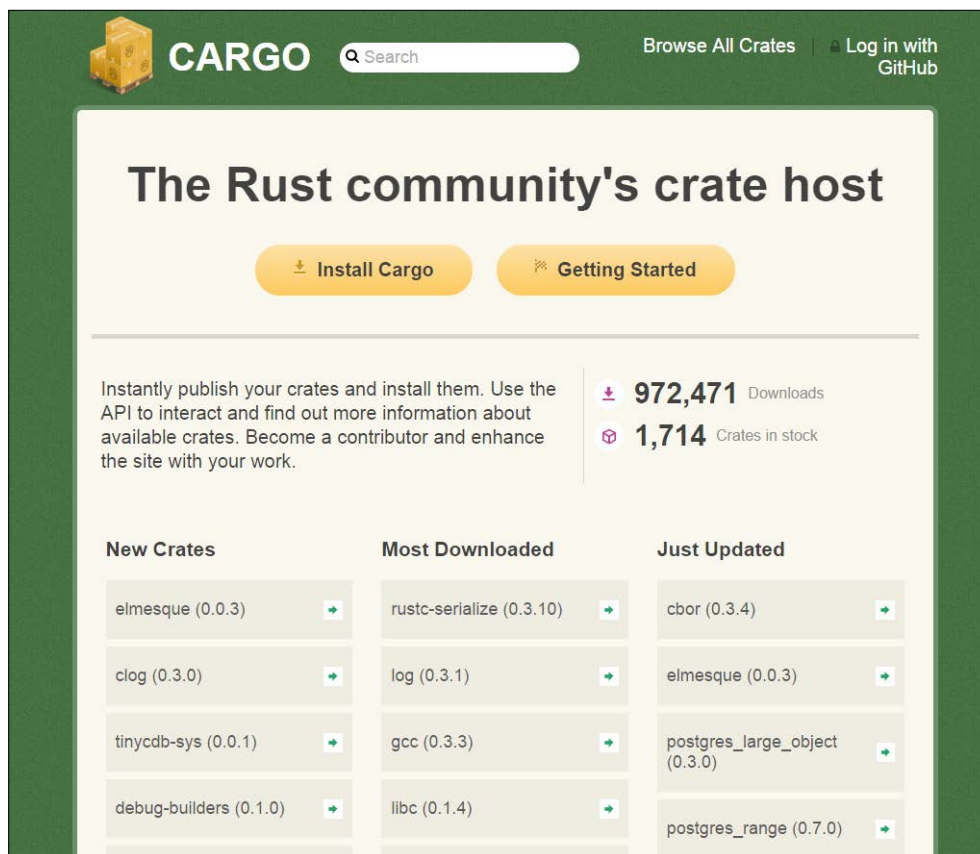 CARGO
Search
Browse All Crates
Log in with
GitHub
The Rust community's crate host
Install Cargo
Getting Started
Instantly publish your crates and install them. Use the
API to interact and find out more information about
available crates. Become a contributor and enhance
the site with your work.
972,471 Downloads
1,714 Crates in stock
New Crates
elmesque (0.0.3)
clog (0.3.0)
tinycdb-sys (0.0.1)
debug-builders (0.1.0)
Most Downloaded
rustc-serialize (0.3.10)
log (0.3.1)
gcc (0.3.3)
libc (0.1.4)
Just Updated
cbor (0.3.4)
elmesque (0.0.3)
postgres_large_object
(0.3.0)
postgres_range (0.7.0)